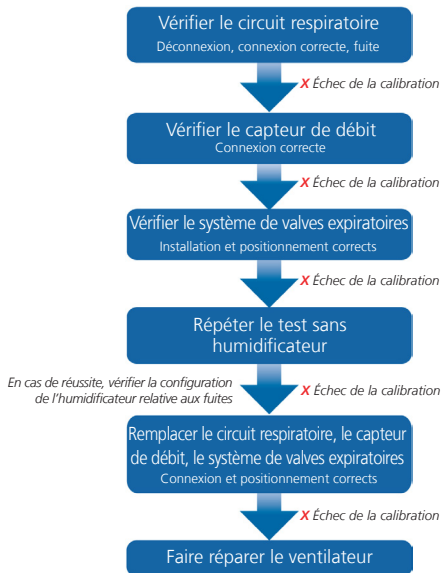 Vérifier le circuit respiratoire
Déconnexion, connexion correcte, fuite
X Échec de la calibration
Vérifier le capteur de débit
Connexion correcte
X Échec de la calibration
Vérifier le système de valves expiratoires
Installation et positionnement corrects
X Échec de la calibration
Répéter le test sans
humidificateur
En cas de réussite, vérifier la configuration
de l'humidificateur relative aux fuites
X Échec de la calibration
Remplacer le circuit respiratoire, le capteur
de débit, le système de valves expiratoires
Connexion et positionnement corrects
X Échec de la calibration
Faire réparer le ventilateur